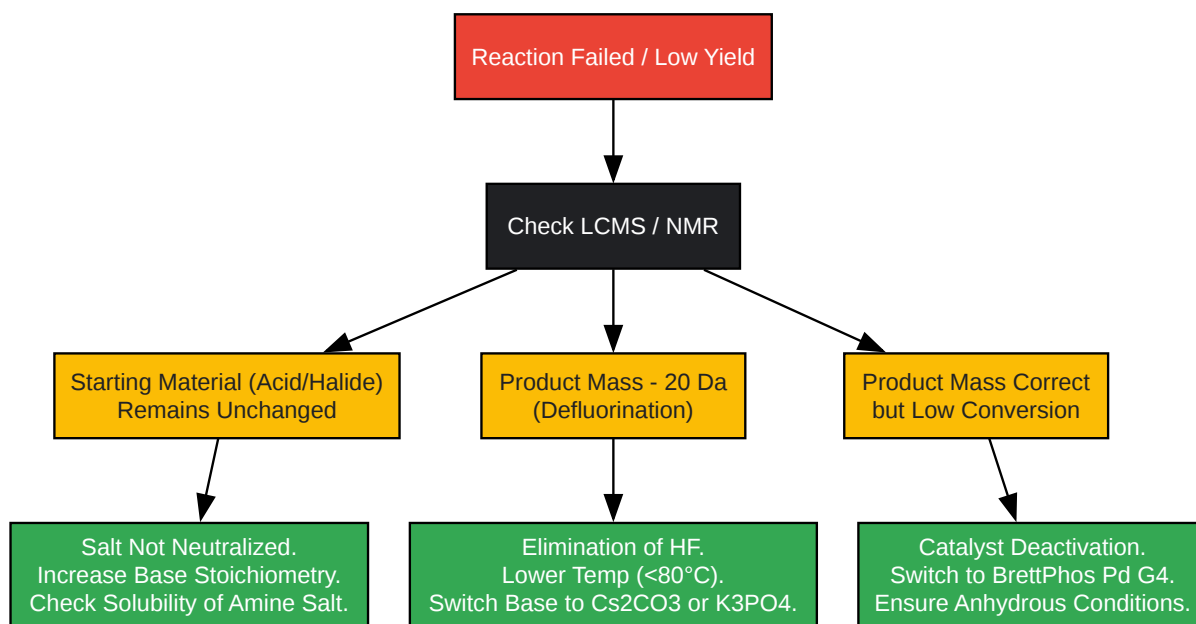 Reaction Failed / Low Yield
Check LCMS / NMR
Starting Material (Acid/Halide)
Remains Unchanged
Product Mass - 20 Da
(Defluorination)
Product Mass Correct
but Low Conversion
Salt Not Neutralized.
Increase Base Stoichiometry.
Check Solubility of Amine Salt.
Elimination of HF.
Lower Temp (<80°C).
Switch Base to Cs2CO3 or K3PO4.
Catalyst Deactivation.
Switch to BrettPhos Pd G4.
Ensure Anhydrous Conditions.